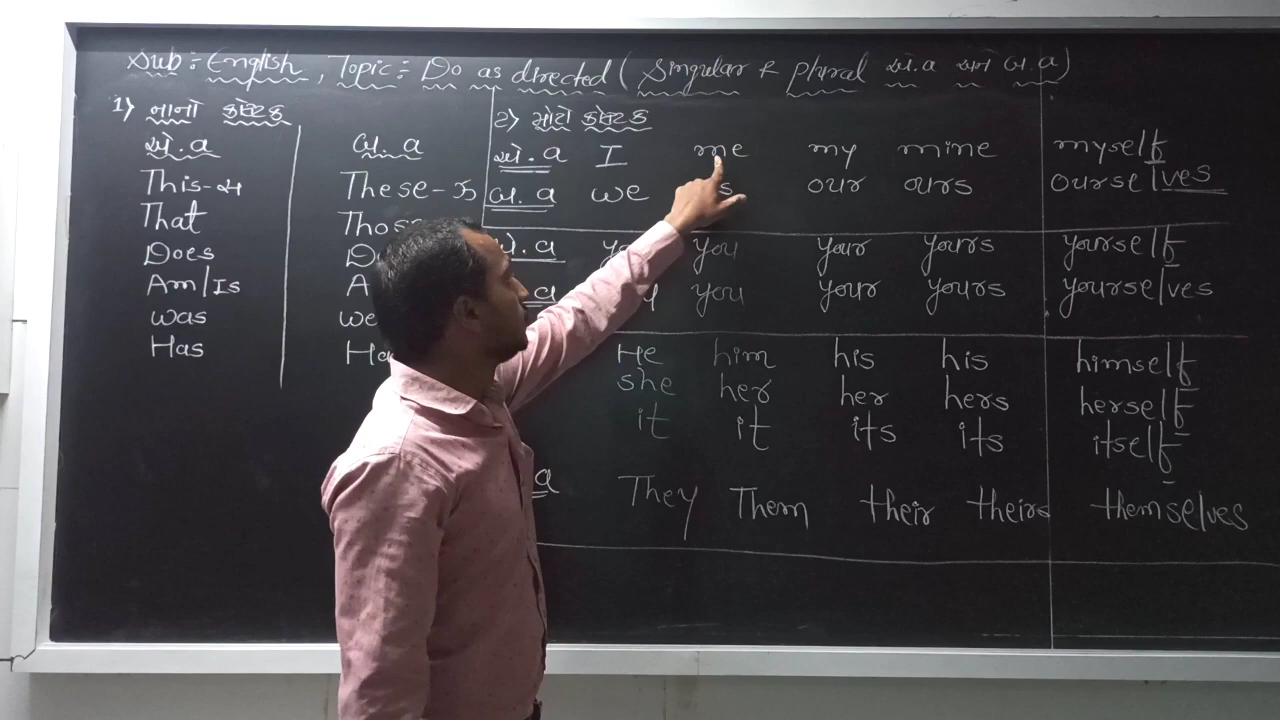 Sub:- English, Topic:- Do as directed ( Singular & plural એ.વ અને બ.વ)
1) નાનો કોષ્ટક
એ.વ બ.વ
This-સ These-ઝ
That
Does
Am/Is
Was
Has
2) મોટો કોષ્ટક
એ.વ I me my mine myself
બ.વ we our ours ourselves
એ.વ you your yours yourself
you your yours yourselves
He him his his himself
she her her hers herself
it it its its itself
They Them their theirs themselves